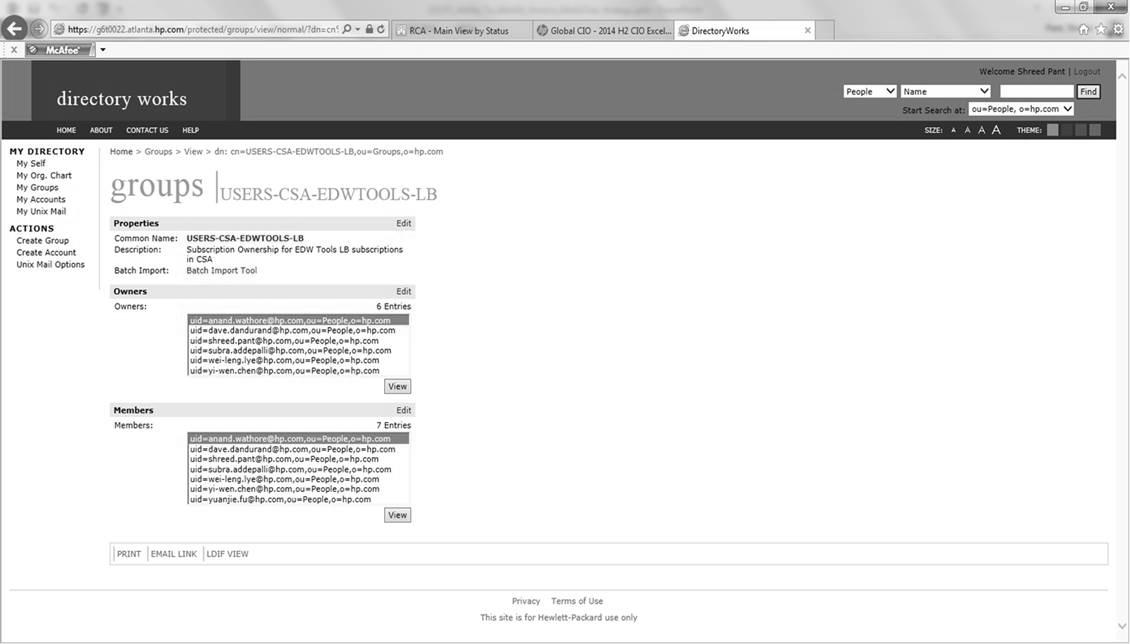 https://g6t0022.atlanta.hp.com/protected/groups/view/normal/?dn=cn%
RCA - Main View by Status
Global CIO - 2014 H2 CIO Excel...
DirectoryWorks
McAfee
directory works
Welcome Shreed Pant | Logout
People Name Find
Start Search at: ou=People, o=hp.com
HOME ABOUT CONTACT US HELP
SIZE: A A A A THEME:
MY DIRECTORY
My Self
My Org. Chart
My Groups
My Accounts
My Unix Mail
ACTIONS
Create Group
Create Account
Unix Mail Options
Home > Groups > View > dn: cn=USERS-CSA-EDWTOOLS-LB,ou=Groups,o=hp.com
groups USERS-CSA-EDWTOOLS-LB
Properties Edit
Common Name: USERS-CSA-EDWTOOLS-LB
Description: Subscription Ownership for EDW Tools LB subscriptions
in CSA
Batch Import: Batch Import Tool
Owners Edit
Owners: 6 Entries
uid=anand.wathore@hp.com,ou=People,o=hp.com
uid=dave.dandurand@hp.com,ou=People,o=hp.com
uid=shreed.pant@hp.com,ou=People,o=hp.com
uid=subra.addepalli@hp.com,ou=People,o=hp.com
uid=wei-leng.lye@hp.com,ou=People,o=hp.com
uid=yi-wen.chen@hp.com,ou=People,o=hp.com
View
Members Edit
Members: 7 Entries
uid=anand.wathore@hp.com,ou=People,o=hp.com
uid=dave.dandurand@hp.com,ou=People,o=hp.com
uid=shreed.pant@hp.com,ou=People,o=hp.com
uid=subra.addepalli@hp.com,ou=People,o=hp.com
uid=wei-leng.lye@hp.com,ou=People,o=hp.com
uid=yi-wen.chen@hp.com,ou=People,o=hp.com
uid=yuanjie.fu@hp.com,ou=People,o=hp.com
View
PRINT EMAIL LINK LDIF VIEW
Privacy Terms of Use
This site is for Hewlett-Packard use only